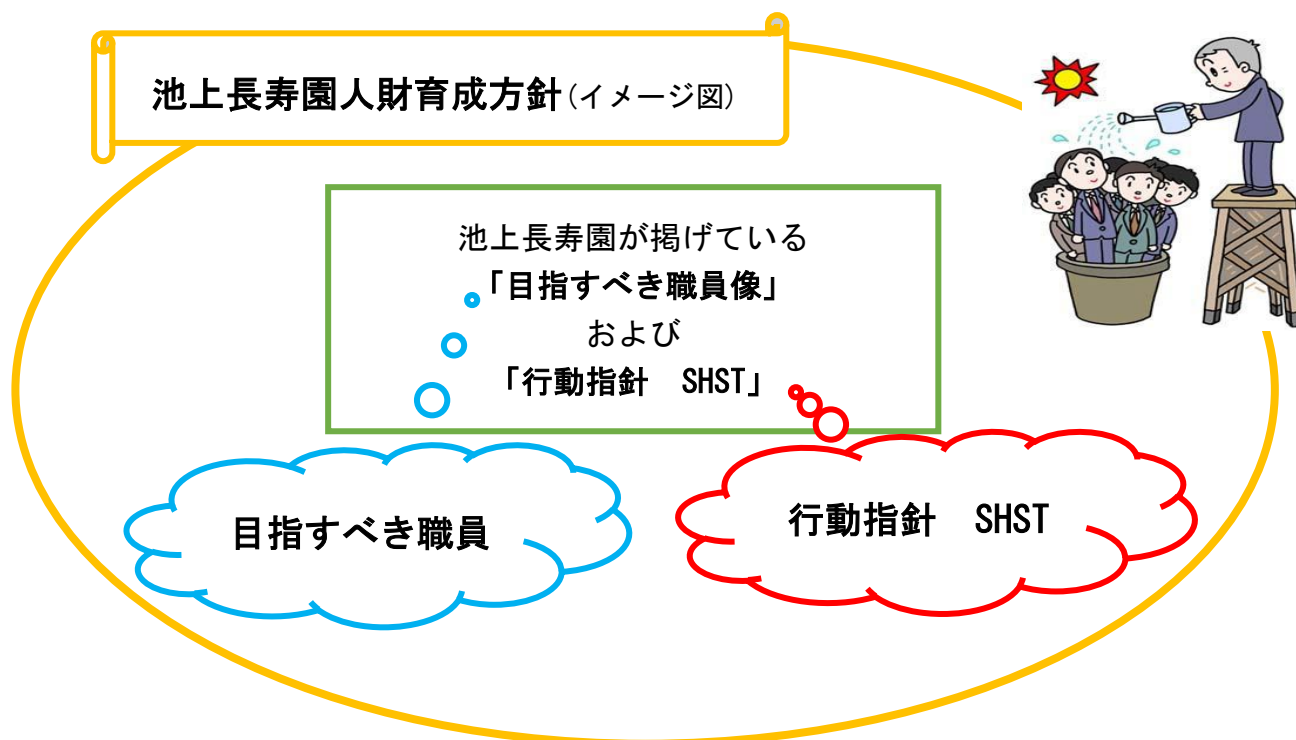 池上長寿園人財育成方針(イメージ図)
池上長寿園が掲げている
「目指すべき職員像」
および
「行動指針　SHST」
目指すべき職員
行動指針　SHST